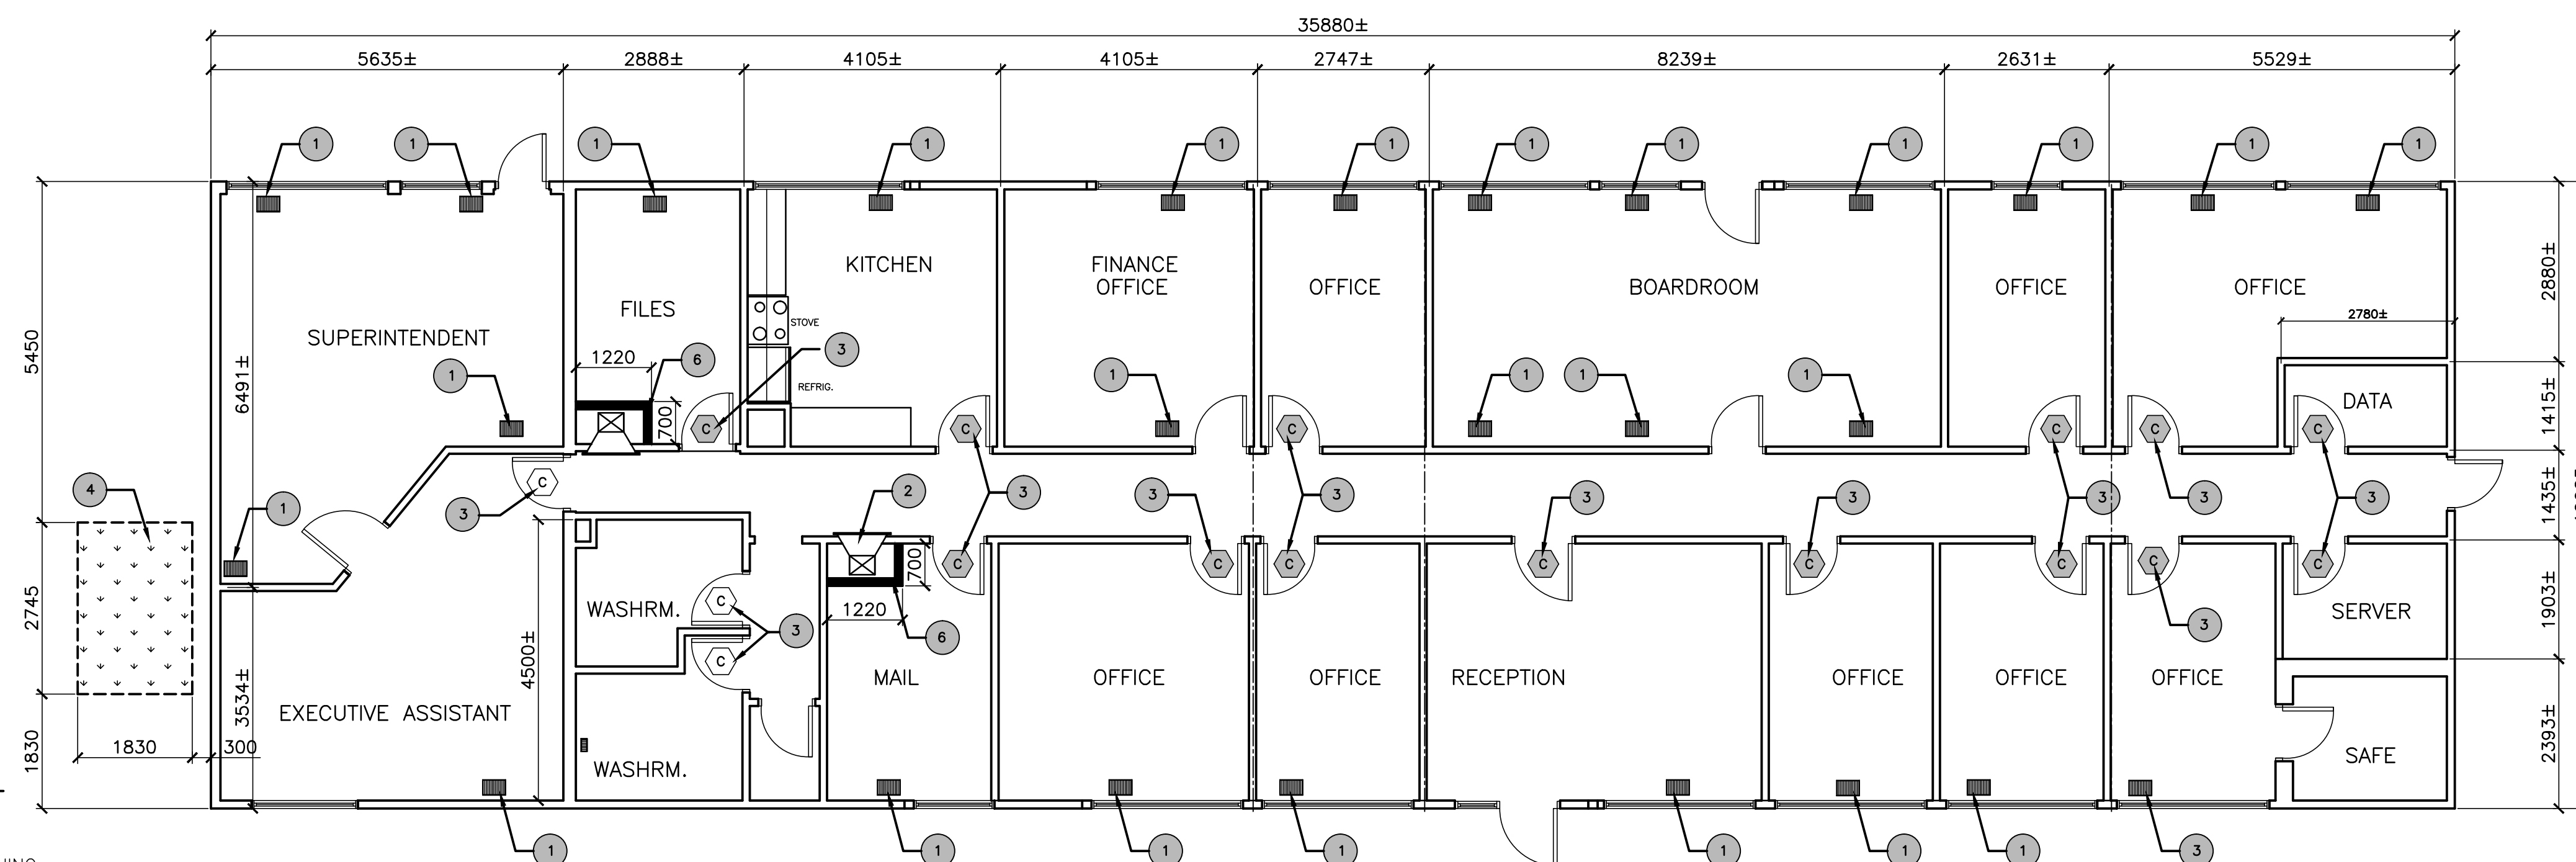 35880±
5635± 2888± 4105± 4105± 2747± 8239± 2631± 5529±
1 1 1 1 1 1 1 1 1 1 1 1
5450
6491±
2880±
KITCHEN
FINANCE
OFFICE
OFFICE
BOARDROOM
OFFICE
OFFICE
FILES
2780±
STOVE
SUPERINTENDENT
1220
6
3
REFRIG.
1
1
1
1
1
700
DATA
1415±
C
C
C
C
C
C
4
1
3
C
2
3
3
3
3
3
3
3
3
1435±
700
C
C
C
C
C
C
C
C
2745
WASHRM.
C
3
C
4500±
1220
6
3
SERVER
1903±
MAIL
OFFICE
OFFICE
RECEPTION
OFFICE
OFFICE
OFFICE
3534±
EXECUTIVE ASSISTANT
1830
300
1830
WASHRM.
SAFE
2393±
1 1 1 1 1 1 1 3